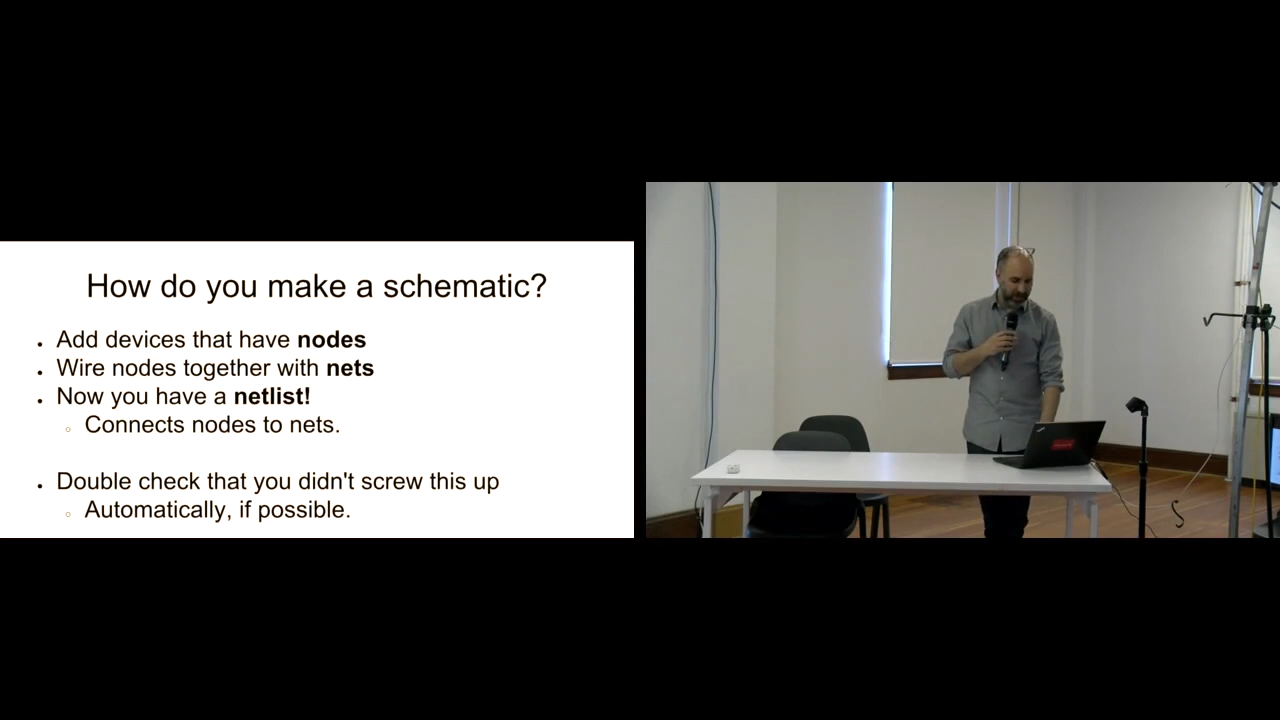 How do you make a schematic?
Add devices that have nodes
Wire nodes together with nets
Now you have a netlist!
Connects nodes to nets.
Double check that you didn't screw this up
Automatically, if possible.